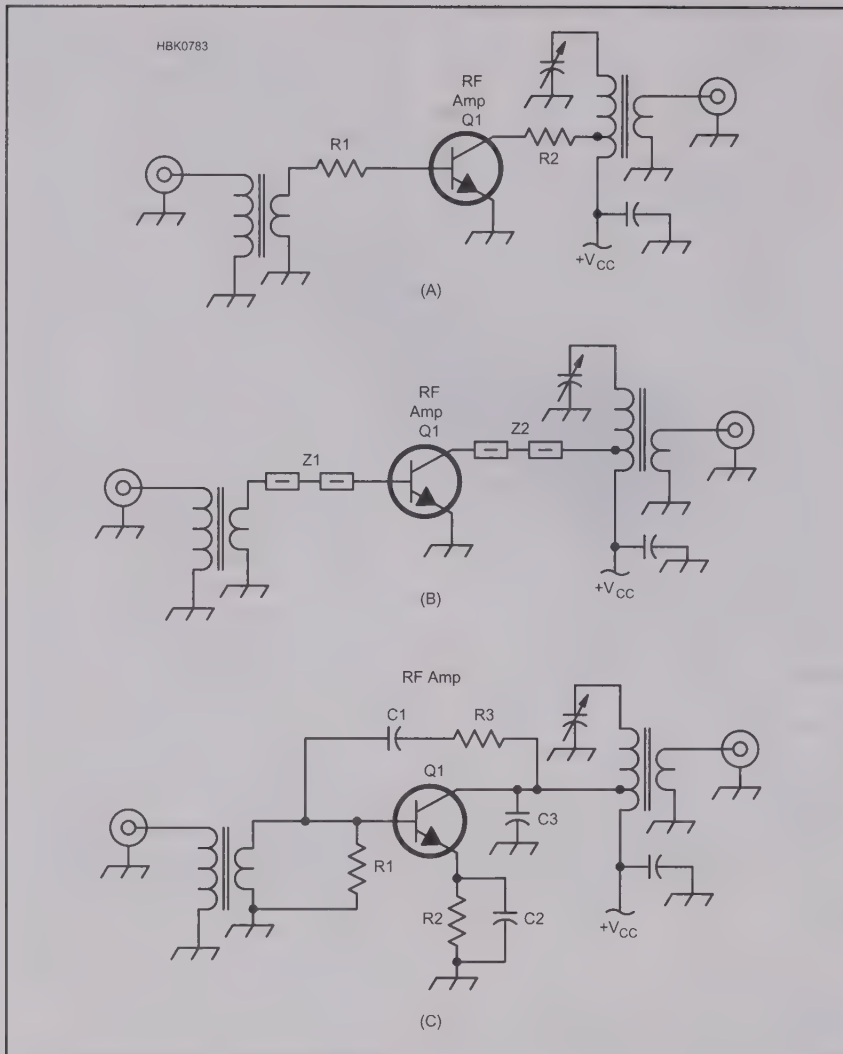 HBK0783
RF
Amp
Q1
R1
R2
+VCC
(A)
RF
Amp
Q1
Z1
Z2
+VCC
(B)
RF Amp
C1
R3
Q1
C3
R1
R2
C2
+VCC
(C)